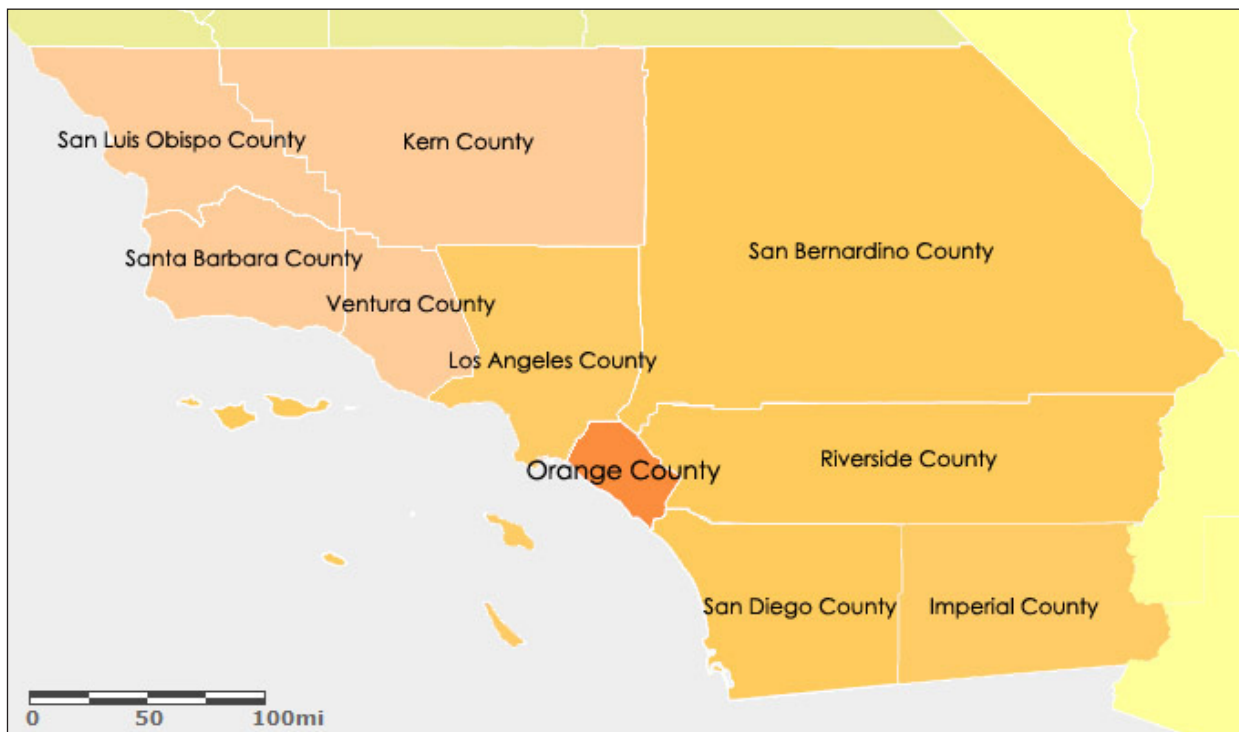 San Luis Obispo County
Kern County
Santa Barbara County
San Bernardino County
Ventura County
Los Angeles County
Orange County
Riverside County
San Diego County
Imperial County
0 50 100mi